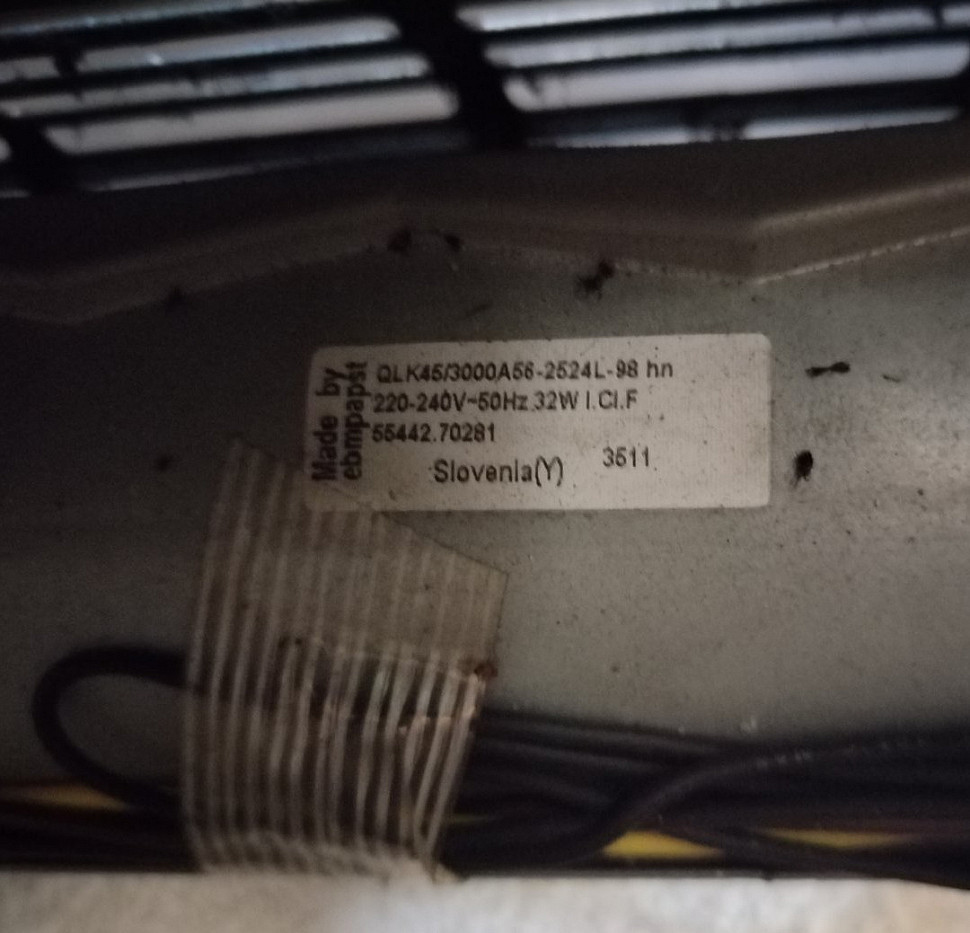 Made by
ebmpapst
QLK45/3000A56-2524L-98 hn
220-240V~50Hz 32W I.Cl.F
55442.70281
Slovenia(Y) 3511